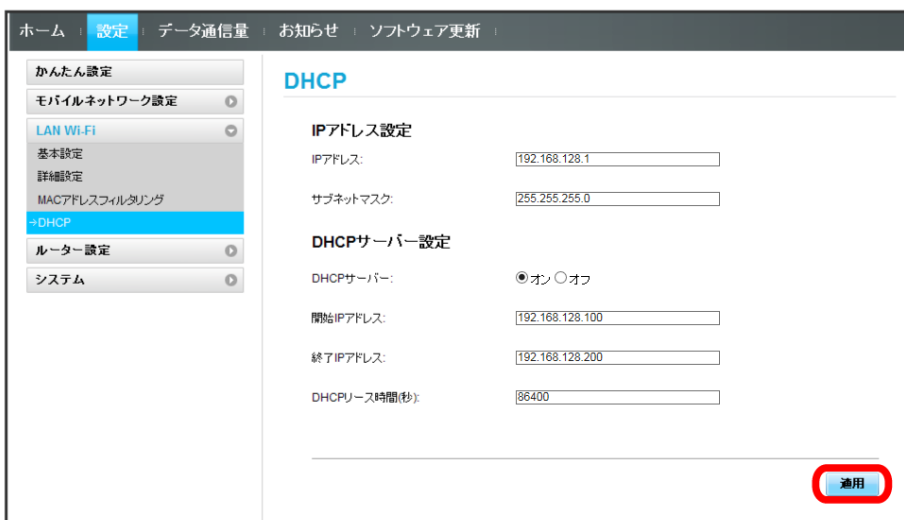 ホーム 設定 データ通信量 お知らせ ソフトウェア更新
かんたん設定
モバイルネットワーク設定
LAN Wi-Fi
基本設定
詳細設定
MACアドレスフィルタリング
→DHCP
ルーター設定
システム
DHCP
IPアドレス設定
IPアドレス: 192.168.128.1
サブネットマスク: 255.255.255.0
DHCPサーバー設定
DHCPサーバー: オン オフ
開始IPアドレス: 192.168.128.100
終了IPアドレス: 192.168.128.200
DHCPリース時間(秒): 86400
適用